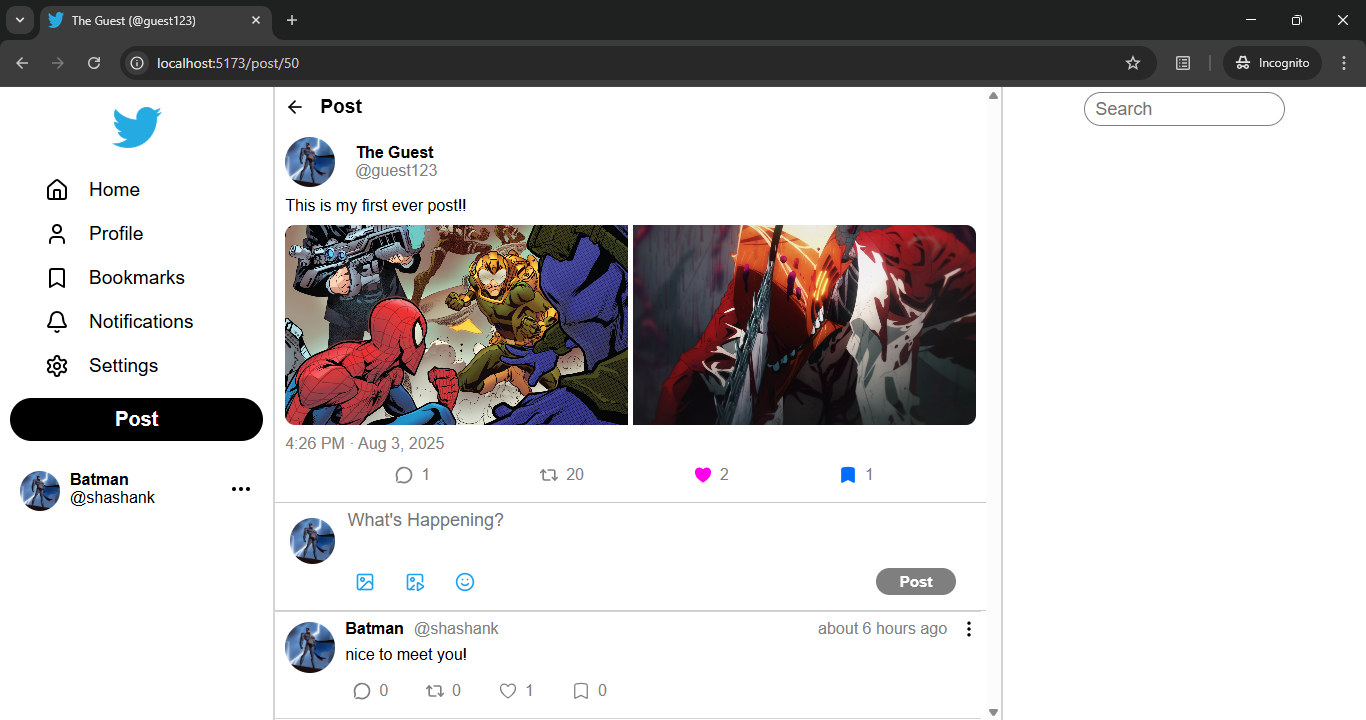 The Guest (@guest123)
localhost:5173/post/50
Incognito
Home
Profile
Bookmarks
Notifications
Settings
Post
Batman
@shashank
Post
The Guest
@guest123
This is my first ever post!!
4:26 PM · Aug 3, 2025
1 20 2 1
What's Happening?
Post
Batman @shashank about 6 hours ago
nice to meet you!
0 0 1 0
Search